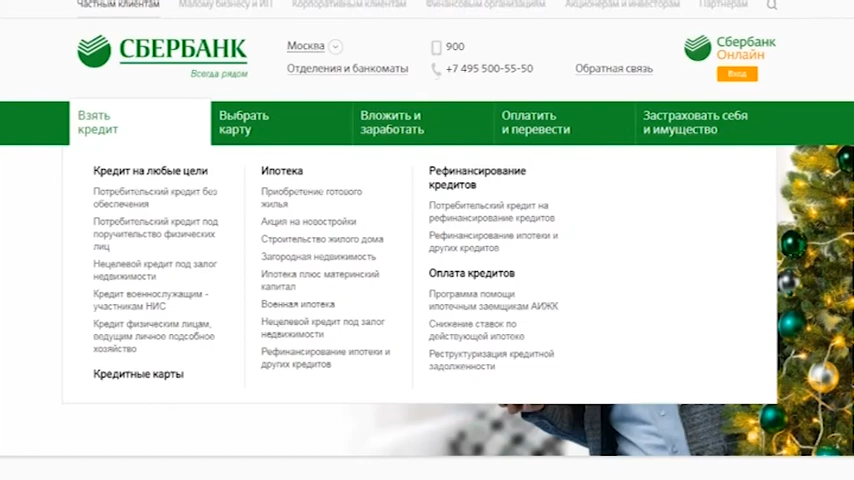 Частным клиентам Малому бизнесу и ИП Корпоративным клиентам Финансовым организациям Акционерам и инвесторам Партнерам
СБЕРБАНК
Всегда рядом
Москва
Отделения и банкоматы
900
+7 495 500-55-50
Обратная связь
Сбербанк
Онлайн
Вход
Взять
кредит
Выбрать
карту
Вложить и
заработать
Оплатить
и перевести
Застраховать себя
и имущество
Кредит на любые цели
Потребительский кредит без
обеспечения
Потребительский кредит под
поручительство физических
лиц
Нецелевой кредит под залог
недвижимости
Кредит военнослужащим -
участникам НИС
Кредит физическим лицам,
ведущим личное подсобное
хозяйство
Кредитные карты
Ипотека
Приобретение готового
жилья
Акция на новостройки
Строительство жилого дома
Загородная недвижимость
Ипотека плюс материнский
капитал
Военная ипотека
Нецелевой кредит под залог
недвижимости
Рефинансирование ипотеки и
других кредитов
Рефинансирование
кредитов
Потребительский кредит на
рефинансирование кредитов
Рефинансирование ипотеки и
других кредитов
Оплата кредитов
Программа помощи
ипотечным заемщикам АИЖК
Снижение ставок по
действующей ипотеке
Реструктуризация кредитной
задолженности